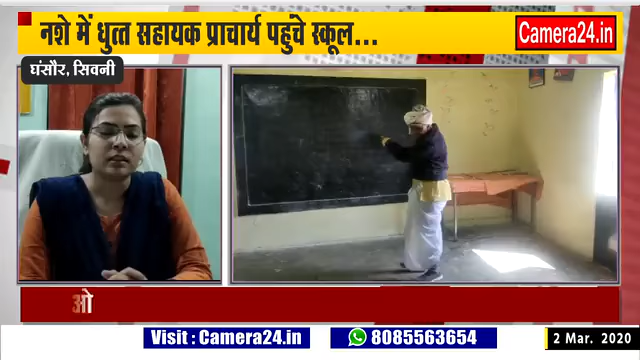 नशे में धुत्त सहायक प्राचार्य पहुंचे स्कूल...
Camera24.in
घंसौर, सिवनी
ओ
Visit : Camera24.in
8085563654
2 Mar. 2020